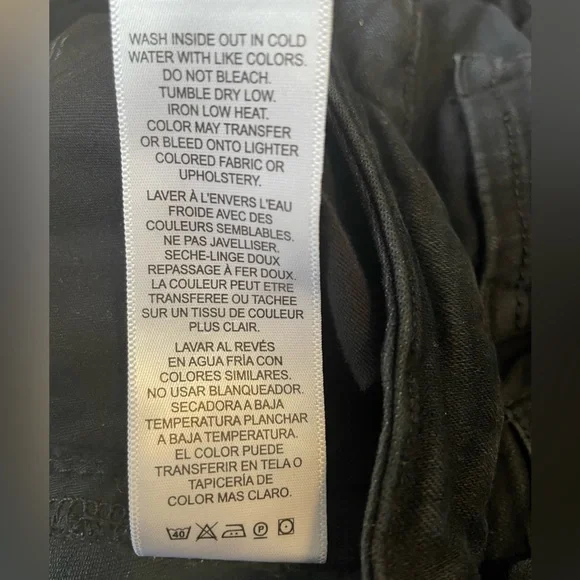 WASH INSIDE OUT IN COLD
WATER WITH LIKE COLORS.
DO NOT BLEACH.
TUMBLE DRY LOW.
IRON LOW HEAT.
COLOR MAY TRANSFER
OR BLEED ONTO LIGHTER
COLORED FABRIC OR
UPHOLSTERY.
LAVER À L'ENVERS L'EAU
FROIDE AVEC DES
COULEURS SEMBLABLES.
NE PAS JAVELLISER.
SECHE-LINGE DOUX
REPASSAGE À FER DOUX.
LA COULEUR PEUT ETRE
TRANSFEREE OU TACHEE
SUR UN TISSU DE COULEUR
PLUS CLAIR.
LAVAR AL REVÉS
EN AGUA FRÍA CON
COLORES SIMILARES.
NO USAR BLANQUEADOR.
SECADORA A BAJA
TEMPERATURA PLANCHAR
A BAJA TEMPERATURA.
EL COLOR PUEDE
TRANSFERIR EN TELA O
TAPICERÍA DE
COLOR MAS CLARO.
40 P